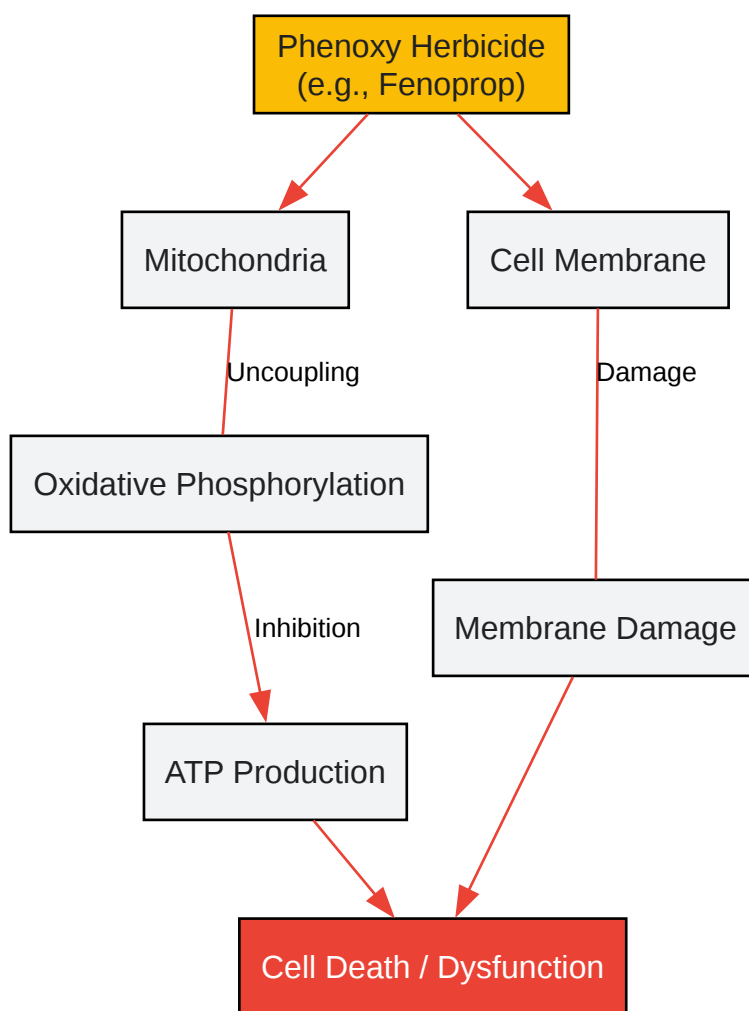 Phenoxy Herbicide
(e.g., Fenoprop)
Mitochondria
Cell Membrane
Uncoupling
Damage
Oxidative Phosphorylation
Inhibition
Membrane Damage
ATP Production
Cell Death / Dysfunction